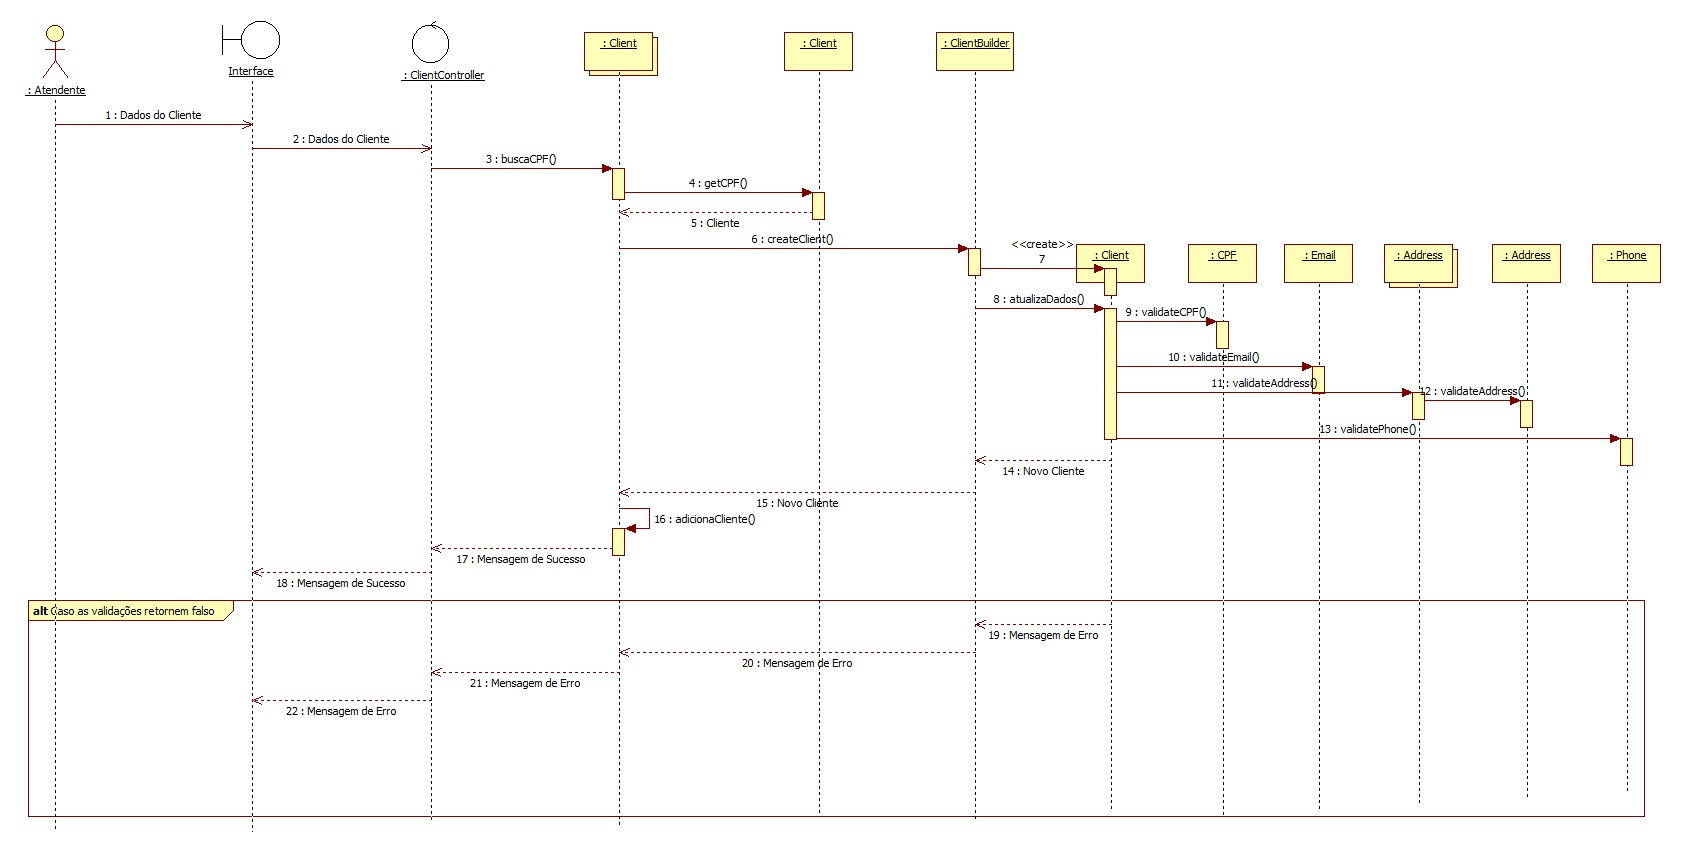 : Atendente
Interface
: ClientController
: Client
: Client
: ClientBuilder
1 : Dados do Cliente
2 : Dados do Cliente
3 : buscaCPF()
4 : getCPF()
5 : Cliente
6 : createClient()
<<create>>
7
: Client
: CPF
: Email
: Address
: Address
: Phone
8 : atualizaDados()
9 : validateCPF()
10 : validateEmail()
11 : validateAddress()
12 : validateAddress()
13 : validatePhone()
14 : Novo Cliente
15 : Novo Cliente
16 : adicionaCliente()
17 : Mensagem de Sucesso
18 : Mensagem de Sucesso
alt Caso as validações retornem falso
19 : Mensagem de Erro
20 : Mensagem de Erro
21 : Mensagem de Erro
22 : Mensagem de Erro